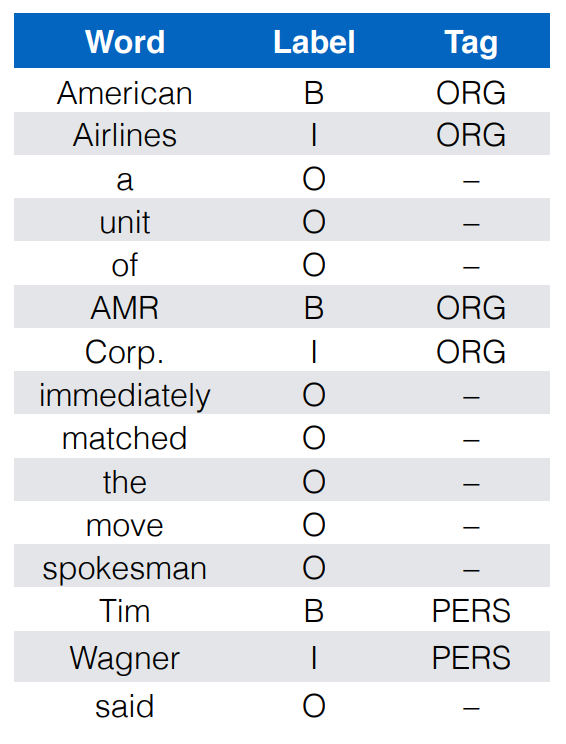 Word Label Tag
American B ORG
Airlines I ORG
a O –
unit O –
of O –
AMR B ORG
Corp. I ORG
immediately O –
matched O –
the O –
move O –
spokesman O –
Tim B PERS
Wagner I PERS
said O –